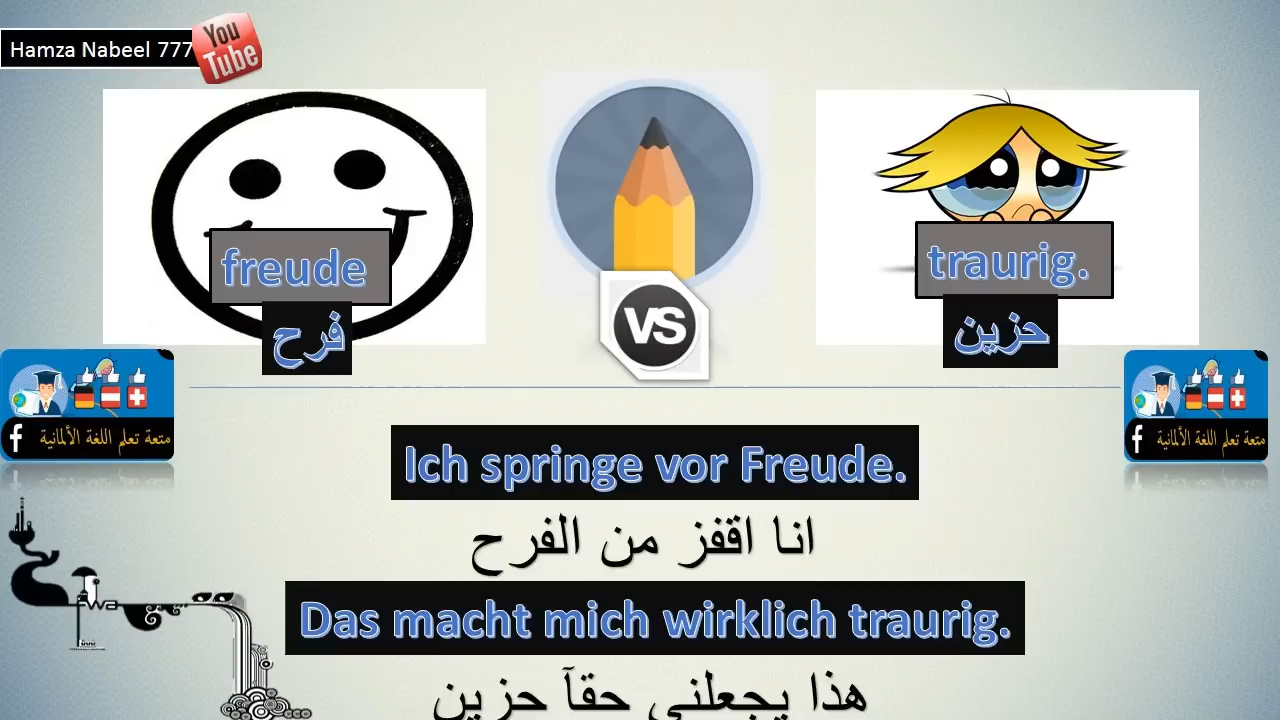 Hamza Nabeel 777
You
Tube
freude
فرح
VS
traurig.
حزين
متعة تعلم اللغة الألمانية
متعة تعلم اللغة الألمانية
Ich springe vor Freude.
انا اقفز من الفرح
Das macht mich wirklich traurig.
هذا يجعلني حقآ حزين